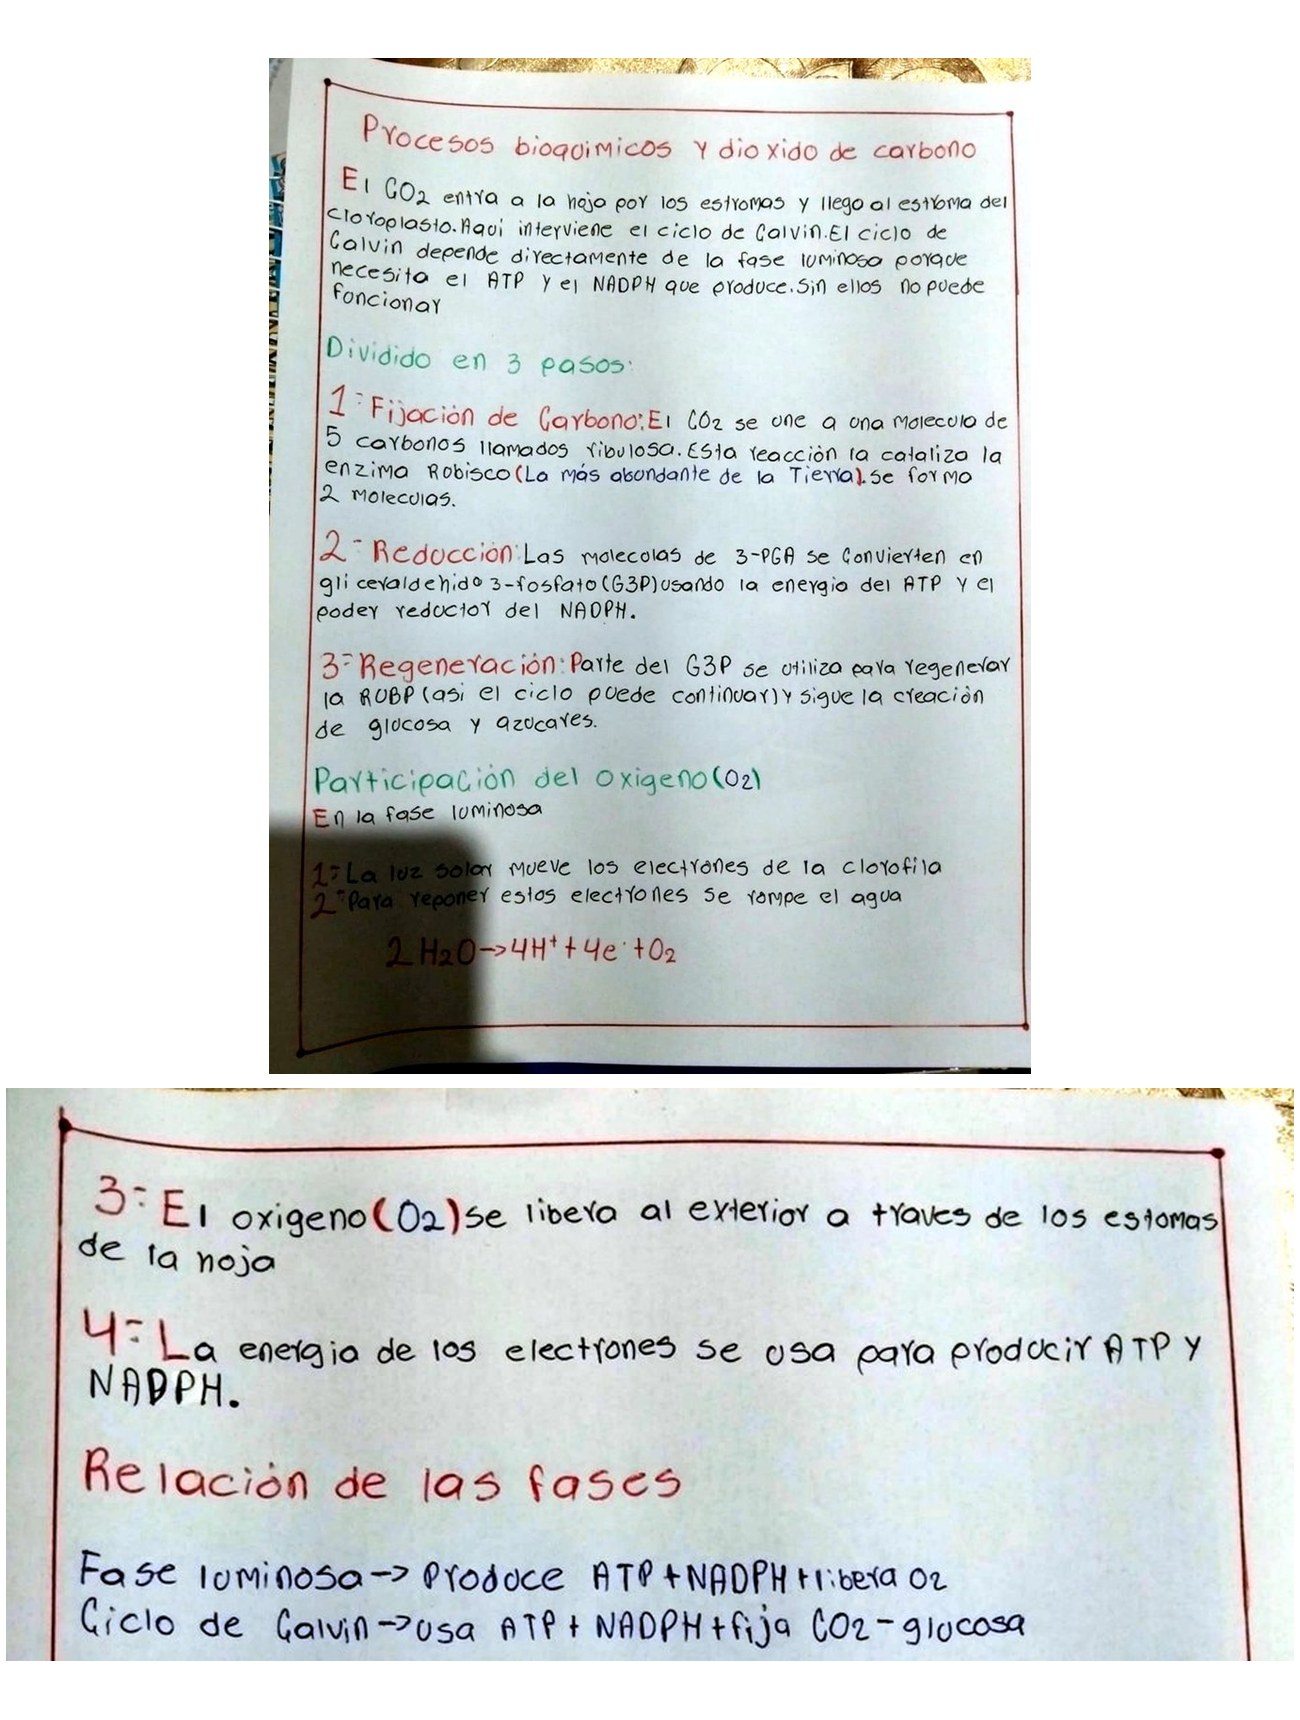 Procesos bioquimicos y dioxido de carbono
El CO2 entra a la hoja por los estromas y llega al estroma del
cloroplasto. Aqui interviene el ciclo de Calvin. El ciclo de
Calvin depende directamente de la fase luminosa porque
necesita el ATP y el NADPH que produce. Sin ellos no puede
funcionar
Dividido en 3 pasos:
1- Fijación de Carbono: El CO2 se une a una molecula de
5 carbonos llamados ribulosa. Esta reacción la cataliza la
enzima Rubisco (La más abundante de la Tierra). se forma
2 moleculas.
2- Reducción: Las moleculas de 3-PGA se convierten en
gliceraldehido 3-fosfato (G3P) usando la energia del ATP y el
poder reductor del NADPH.
3- Regeneración: Parte del G3P se utiliza para regenerar
la RUBP (asi el ciclo puede continuar) y sigue la creación
de glucosa y azucares.
Participación del oxigeno (O2)
En la fase luminosa
1- La luz solar mueve los electrones de la clorofila
2- Para reponer estos electrones se rompe el agua
2 H2O -> 4H+ + 4e- + O2
3- El oxigeno (O2) se libera al exterior a traves de los estomas
de la hoja
4- La energia de los electrones se usa para producir ATP y
NADPH.
Relación de las fases
Fase luminosa -> Produce ATP + NADPH + libera O2
Ciclo de Calvin -> usa ATP + NADPH + fija CO2 - glucosa